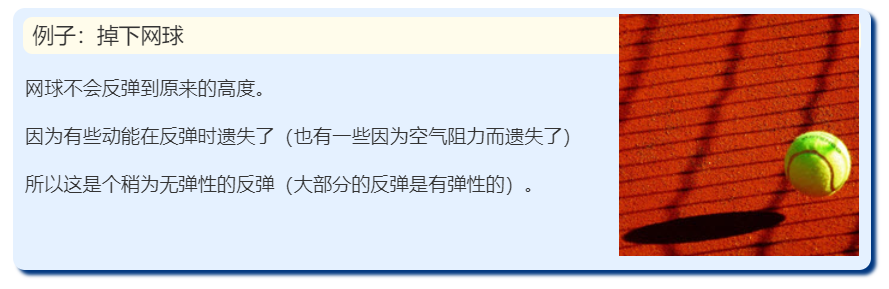 例子：掉下网球
网球不会反弹到原来的高度。
因为有些动能在反弹时遗失了（也有一些因为空气阻力而遗失了）
所以这是个稍为无弹性的反弹（大部分的反弹是有弹性的）。